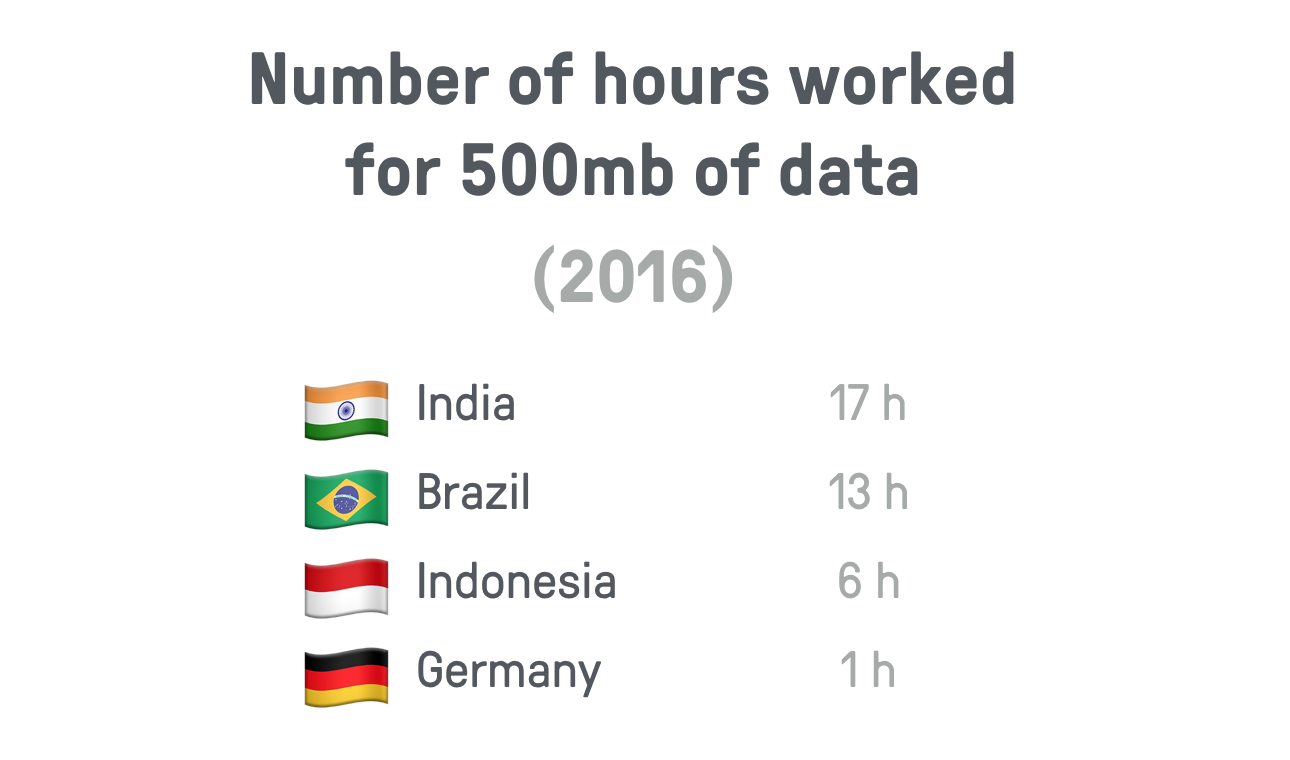 Number of hours worked
for 500mb of data
(2016)
India 17 h
Brazil 13 h
Indonesia 6 h
Germany 1 h